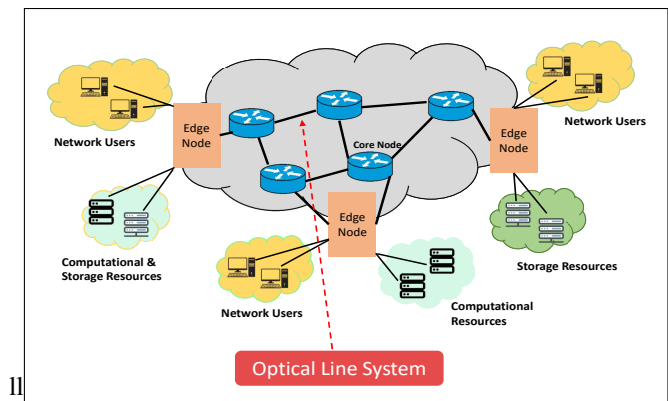 Network Users
Edge
Node
Core Node
Edge
Node
Network Users
Computational &
Storage Resources
Edge
Node
Storage Resources
Network Users
Computational
Resources
Optical Line System
ll